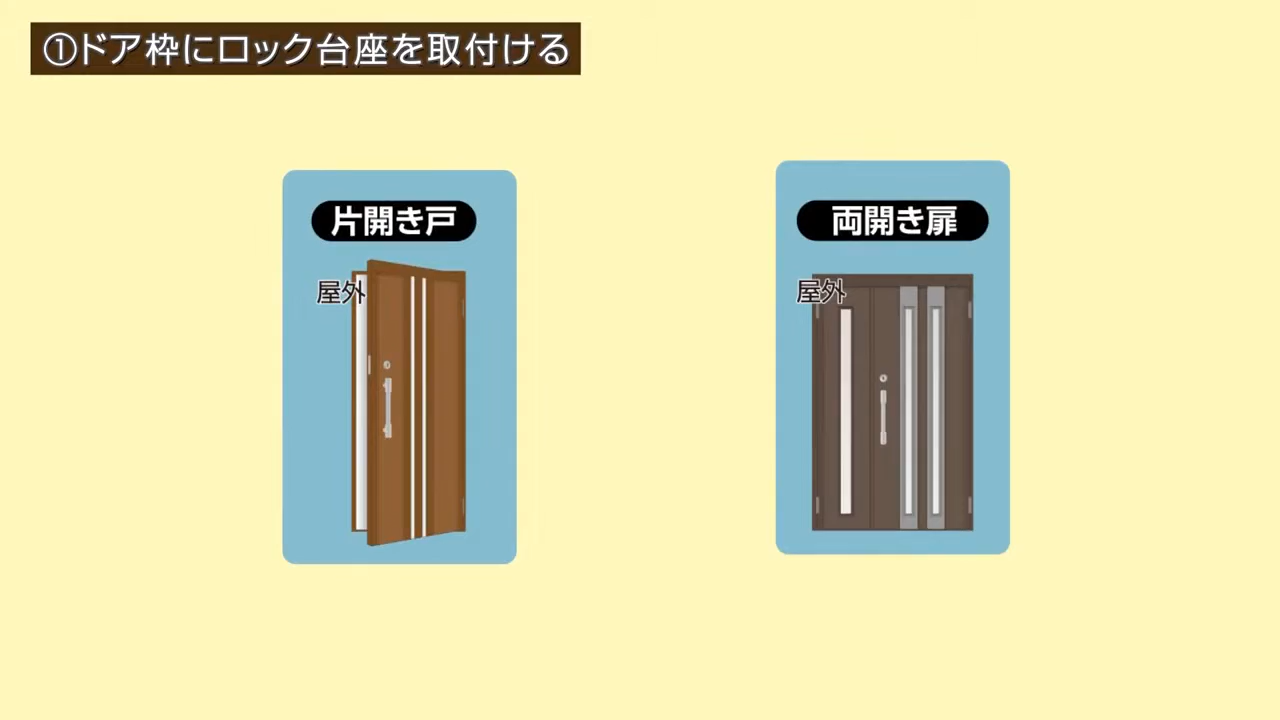 ①ドア枠にロック台座を取付ける
片開き戸
屋外
両開き扉
屋外